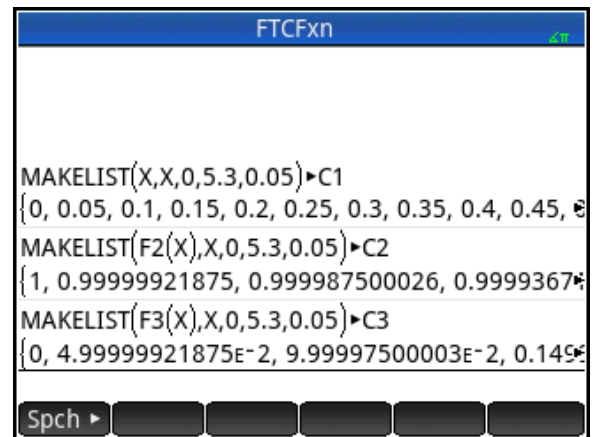 FTCFxn
∡π
MAKELIST(X,X,0,5.3,0.05)▶C1
{0, 0.05, 0.1, 0.15, 0.2, 0.25, 0.3, 0.35, 0.4, 0.45,
MAKELIST(F2(X),X,0,5.3,0.05)▶C2
{1, 0.99999921875, 0.999987500026, 0.9999367
MAKELIST(F3(X),X,0,5.3,0.05)▶C3
{0, 4.99999921875E-2, 9.99997500003E-2, 0.149
Spch ▶